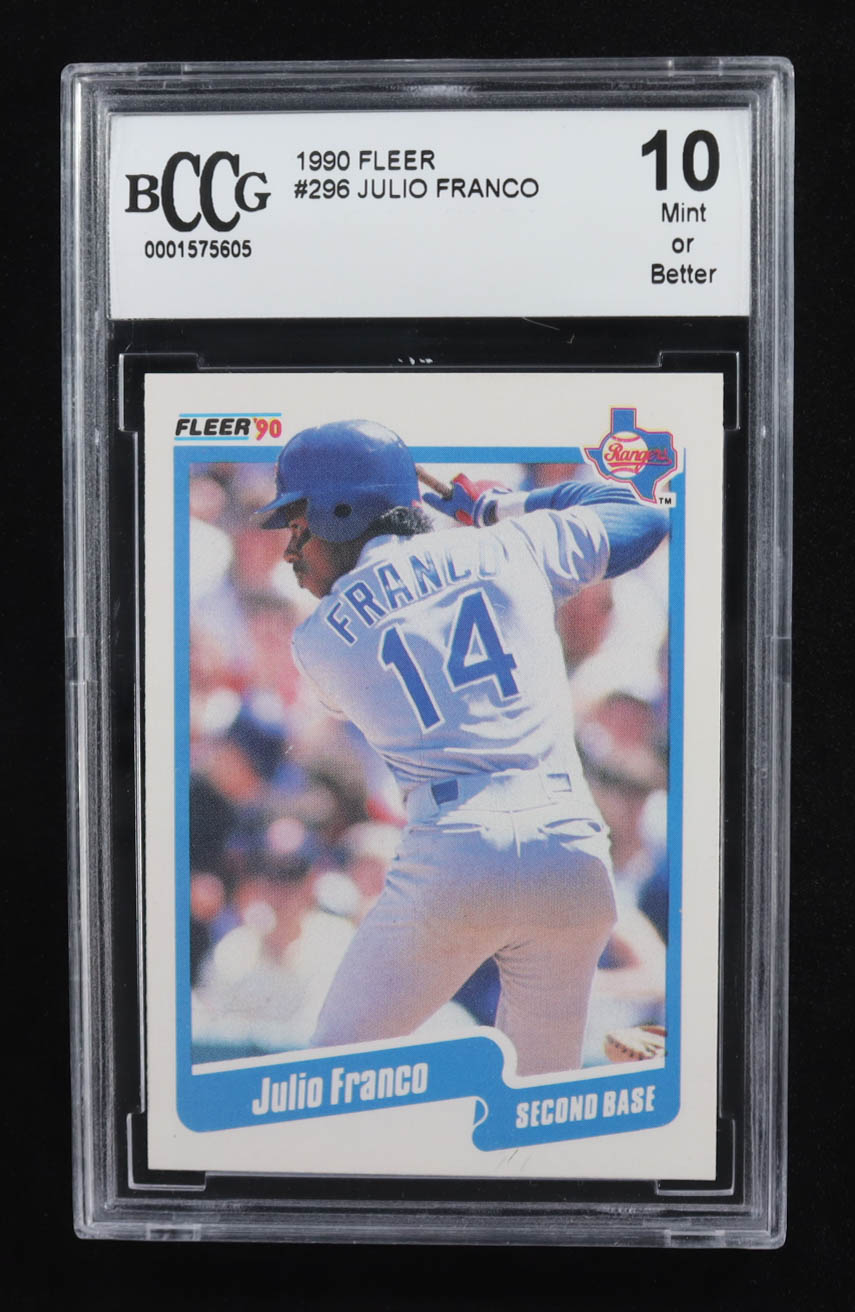 BCCG
0001575605
1990 FLEER
#296 JULIO FRANCO
10
Mint
or
Better
FLEER '90
Rangers
TM
FRANCO
14
Julio Franco
SECOND BASE